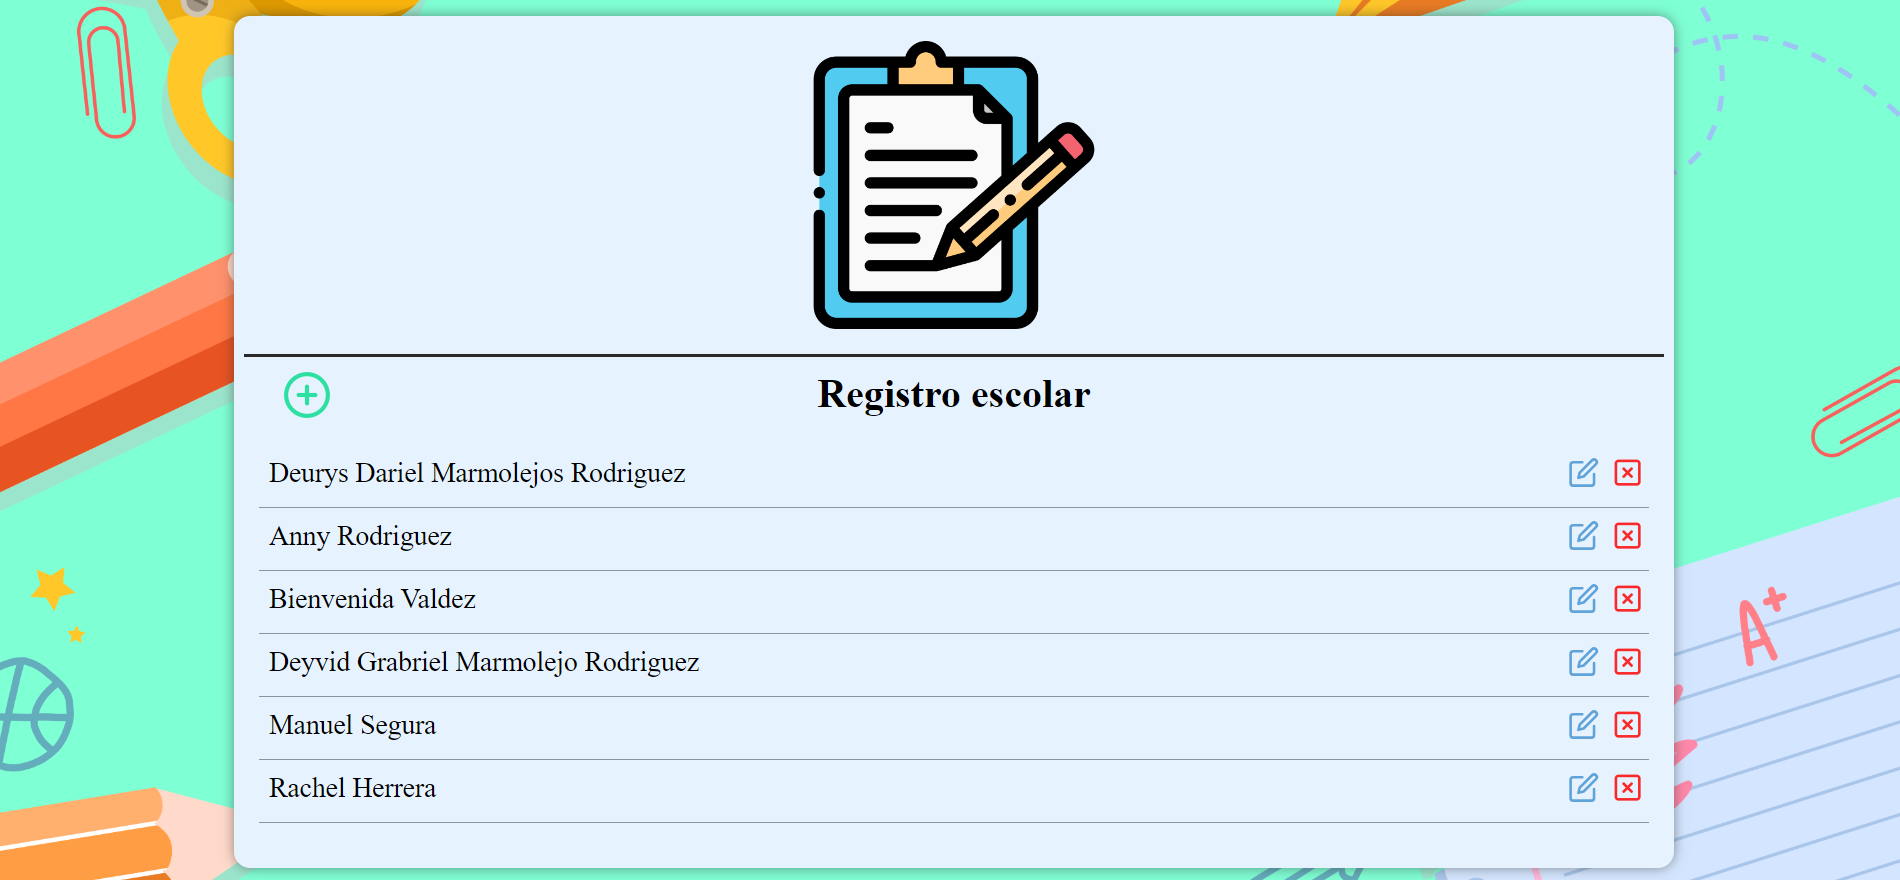 Registro escolar
Deurys Dariel Marmolejos Rodriguez
Anny Rodriguez
Bienvenida Valdez
Deyvid Grabriel Marmolejo Rodriguez
A+
Manuel Segura
Rachel Herrera